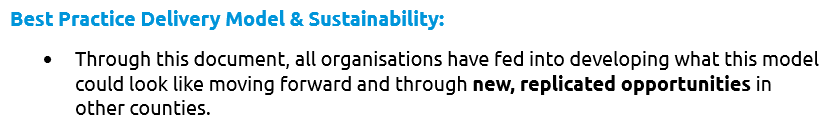 Best Practice Delivery Model & Sustainability:
• Through this document, all organisations have fed into developing what this model
could look like moving forward and through new, replicated opportunities in
other counties.